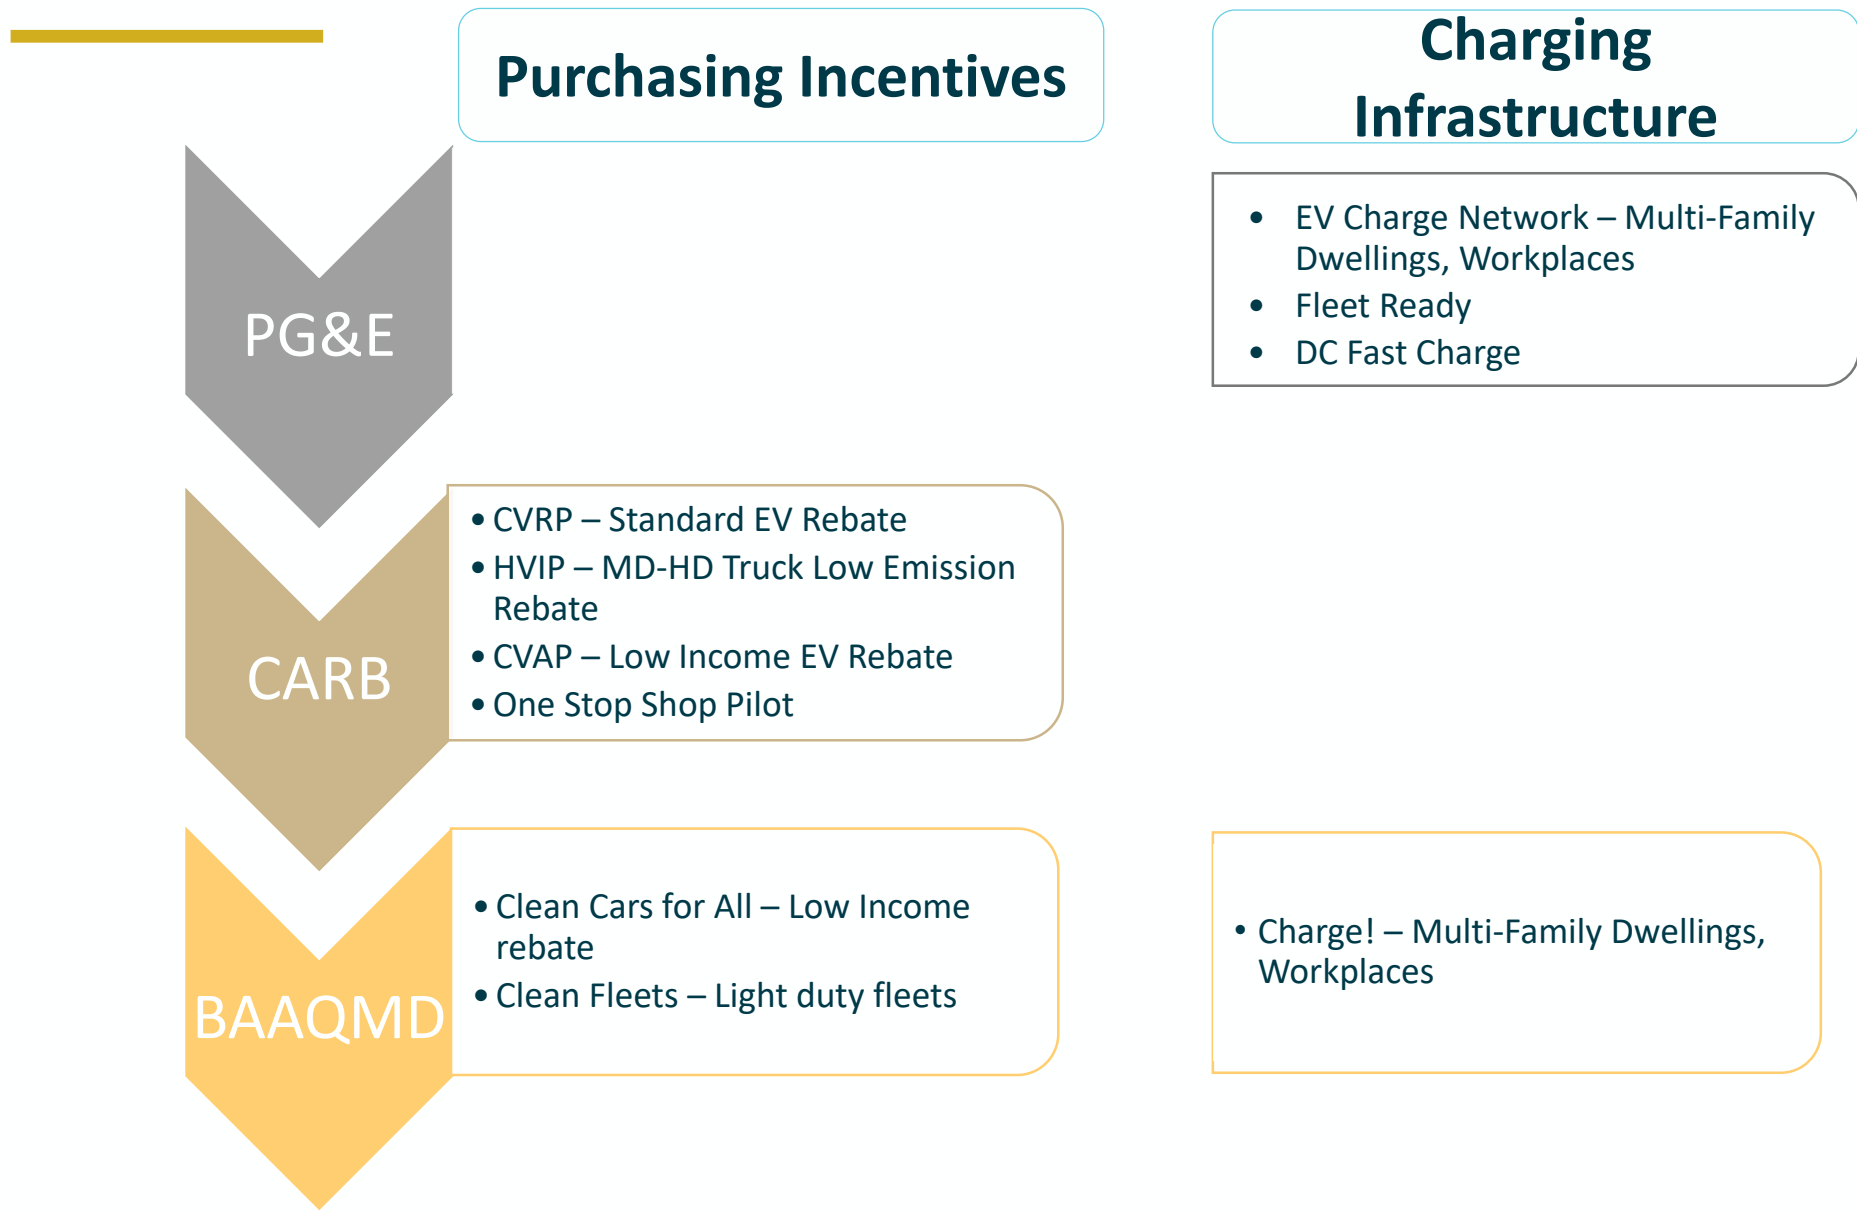 Purchasing Incentives
Charging
Infrastructure
PG&E
• EV Charge Network – Multi-Family
Dwellings, Workplaces
• Fleet Ready
• DC Fast Charge
CARB
• CVRP – Standard EV Rebate
• HVIP – MD-HD Truck Low Emission
Rebate
• CVAP – Low Income EV Rebate
• One Stop Shop Pilot
BAAQMD
• Clean Cars for All – Low Income
rebate
• Clean Fleets – Light duty fleets
• Charge! – Multi-Family Dwellings,
Workplaces